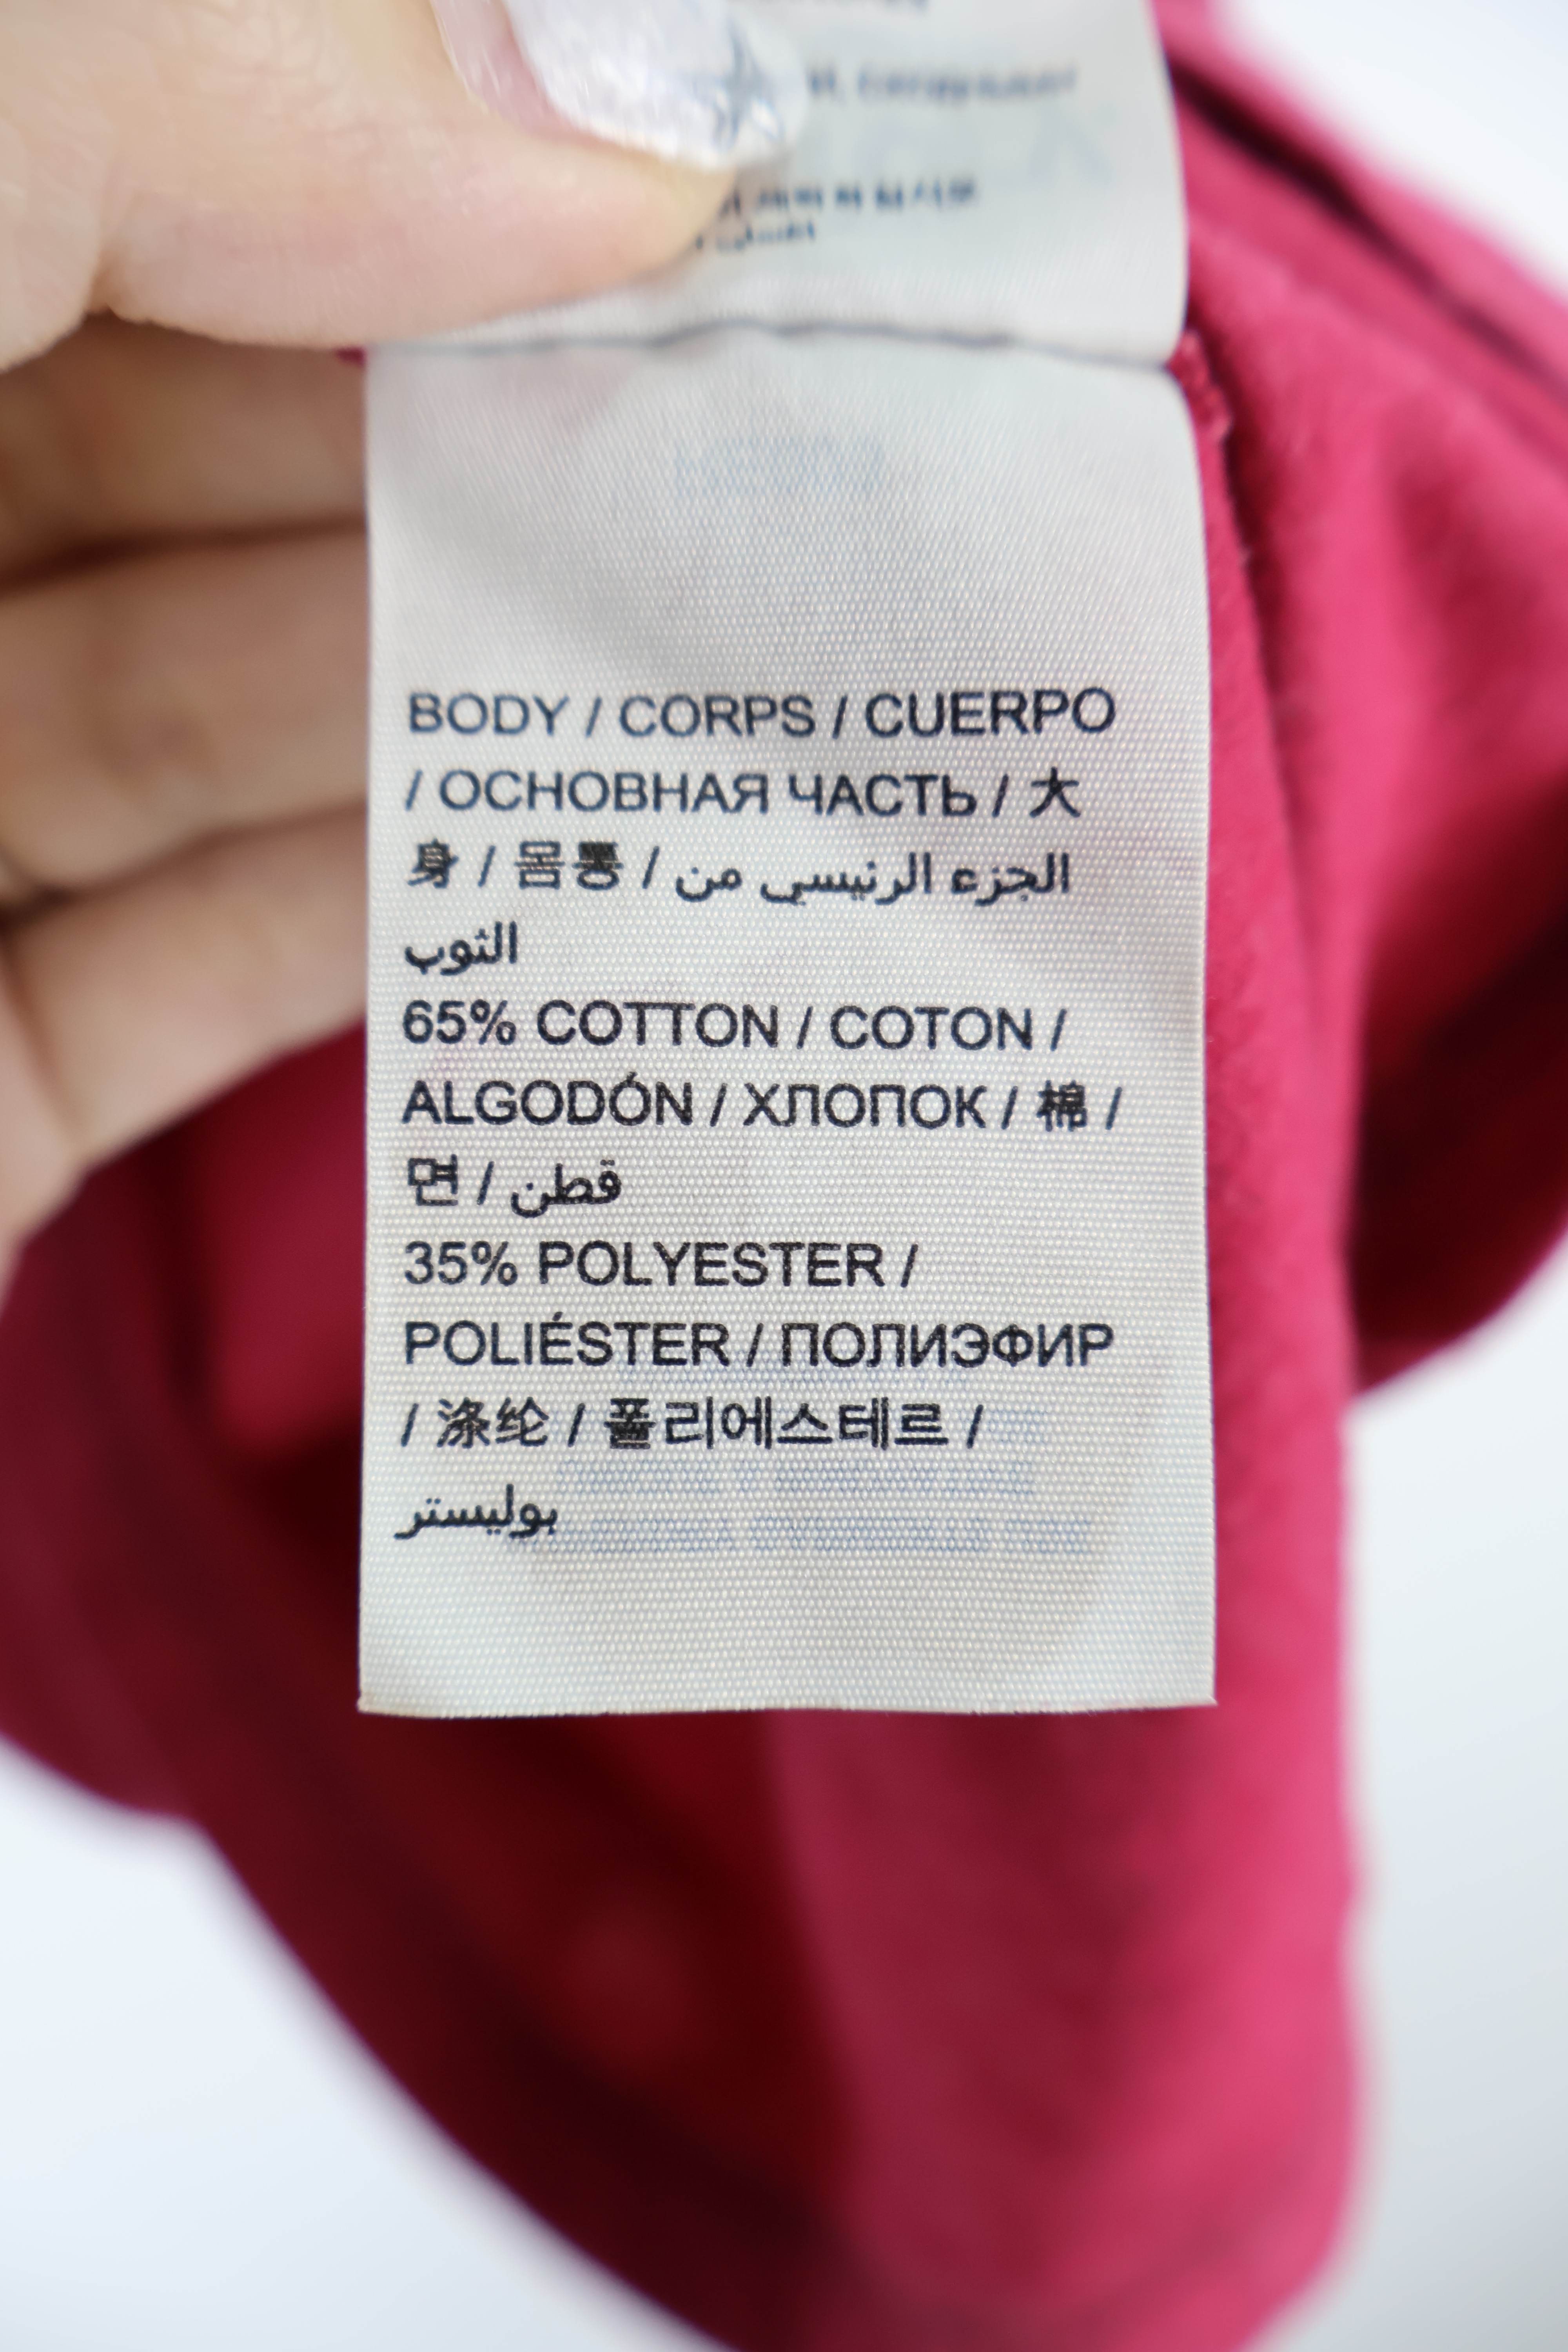 BODY / CORPS / CUERPO
/ ОСНОВНАЯ ЧАСТЬ / 大
身 / 몸통 / الجزء الرئيسي من
الثوب
65% COTTON / COTON /
ALGODÓN / ХЛОПОК / 棉 /
면 / قطن
35% POLYESTER /
POLIÉSTER / ПОЛИЭФИР
/ 涤纶 / 폴리에스테르 /
بوليستر